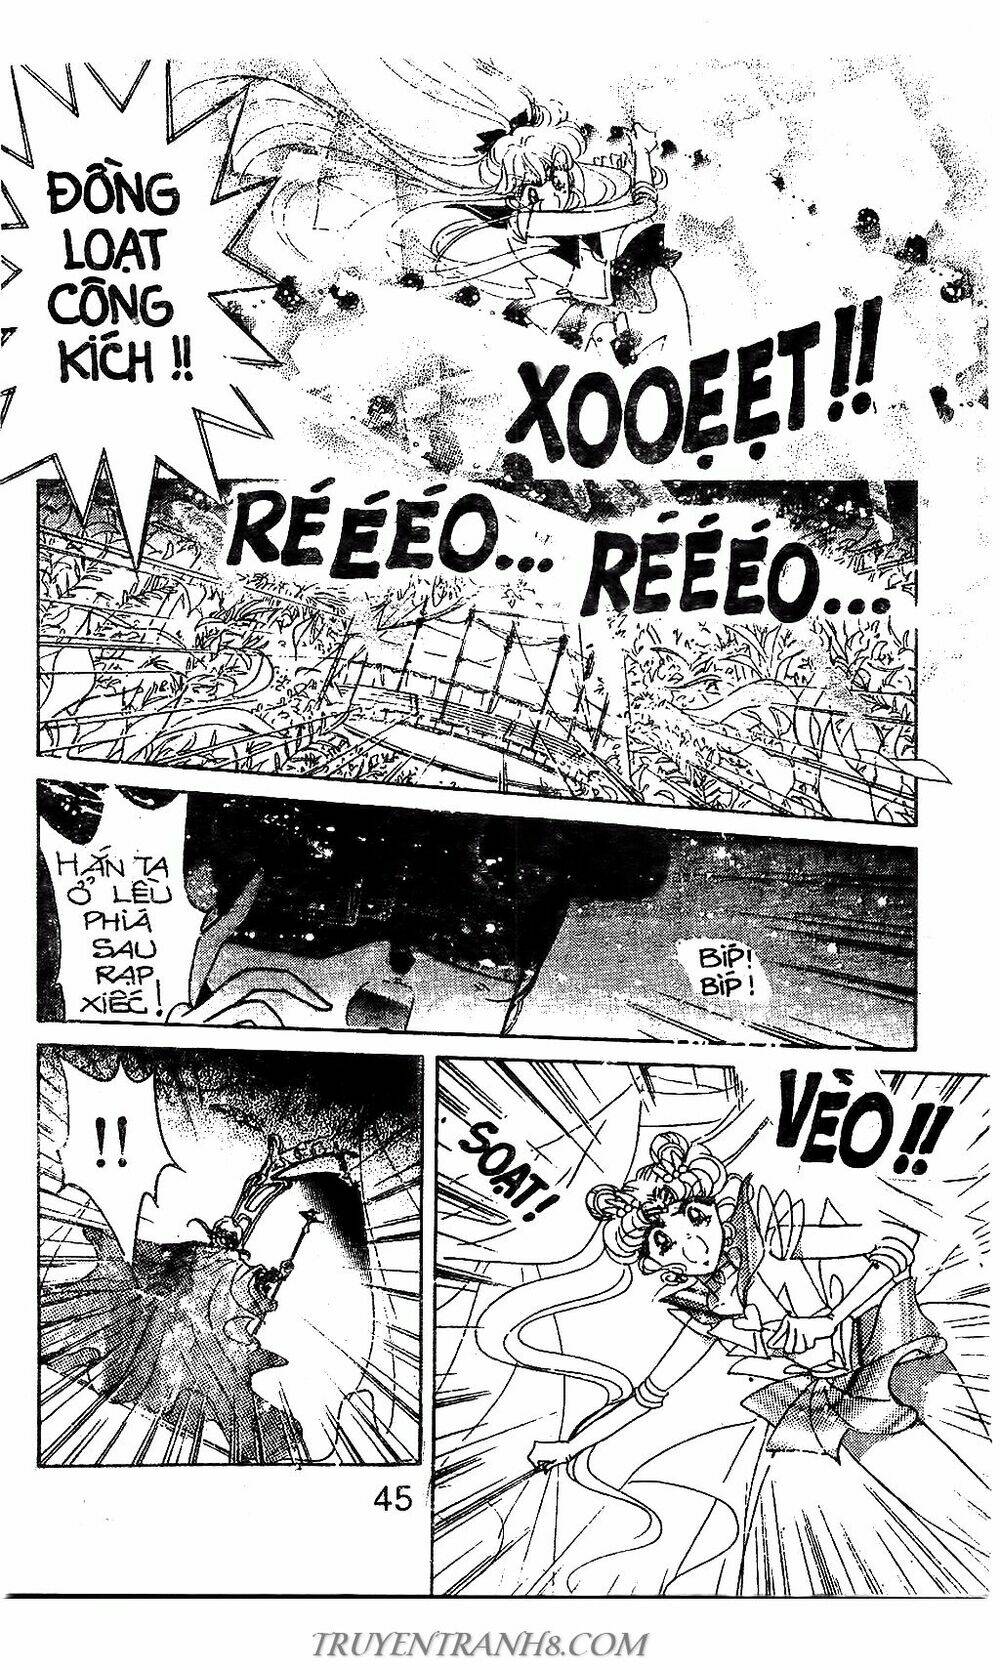 ĐỒNG
LOẠT
CÔNG
KÍCH !!
XOOẸẸT !!
RÉÉÉO...
RÉÉÉO...
HẮN TA
Ở LỀU
PHIÁ
SAU
RẠP
XIẾC !
BÍP!
BÍP !
!!
SOẠT !
VÈO !!
45
TRUYENTRANH8.COM